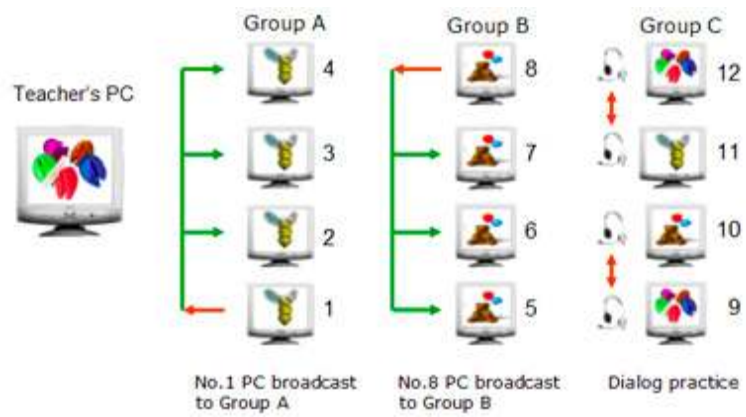 Group A
Group B
Group C
Teacher's PC
4
8
12
3
7
11
2
6
10
1
5
9
No.1 PC broadcast
to Group A
No.8 PC broadcast
to Group B
Dialog practice